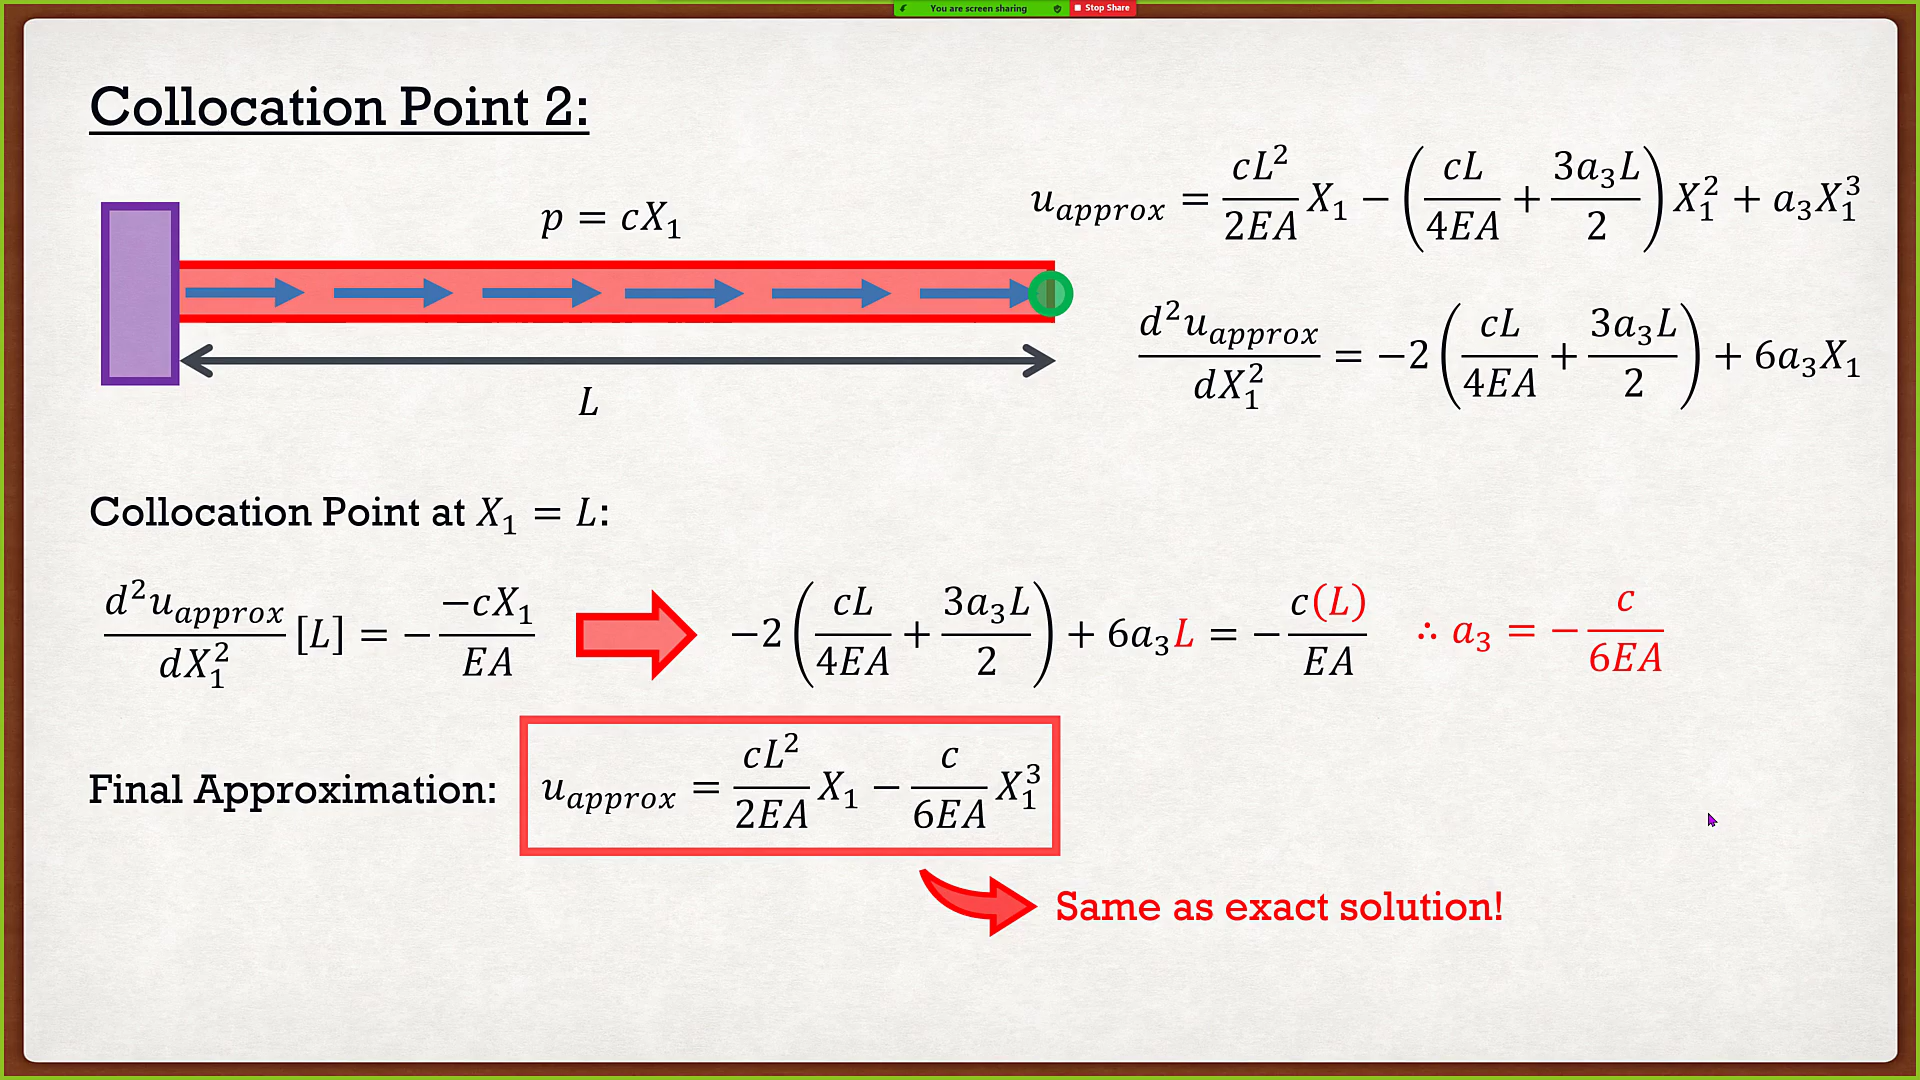 You are screen sharing Stop Share
Collocation Point 2:
p = cX₁
u_approx = cL²/2EA X₁ − (cL/4EA + 3a₃L/2) X₁² + a₃X₁³
d²u_approx/dX₁² = −2(cL/4EA + 3a₃L/2) + 6a₃X₁
L
Collocation Point at X₁ = L:
d²u_approx/dX₁² [L] = − −cX₁/EA −2(cL/4EA + 3a₃L/2) + 6a₃L = − c(L)/EA ∴ a₃ = − c/6EA
Final Approximation: u_approx = cL²/2EA X₁ − c/6EA X₁³
Same as exact solution!